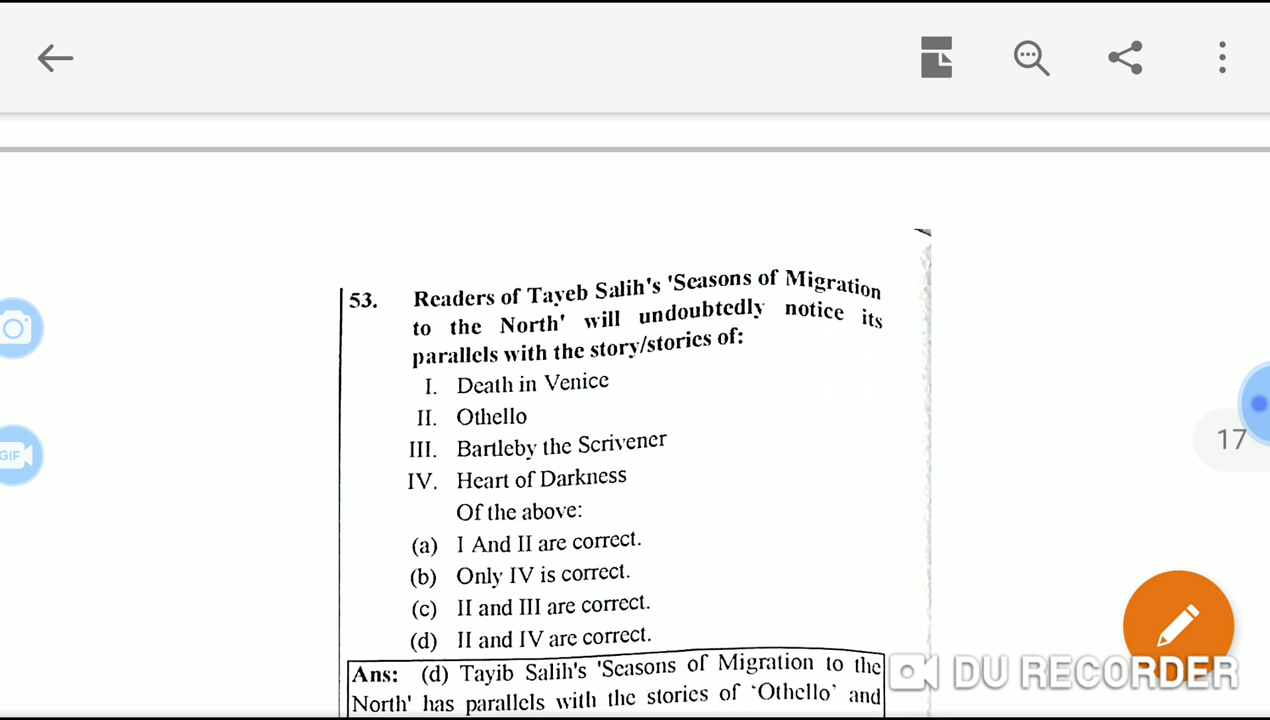 53. Readers of Tayeb Salih's 'Seasons of Migration
to the North' will undoubtedly notice its
parallels with the story/stories of:
I. Death in Venice
II. Othello
III. Bartleby the Scrivener
IV. Heart of Darkness
Of the above:
(a) I And II are correct.
(b) Only IV is correct.
(c) II and III are correct.
(d) II and IV are correct.
Ans: (d) Tayib Salih's 'Seasons of Migration to the
North' has parallels with the stories of 'Othello' and
17
GIF
DU RECORDER